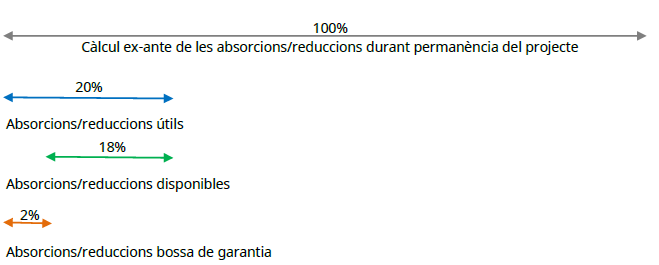 100%
Càlcul ex-ante de les absorcions/reduccions durant permanència del projecte
20%
Absorcions/reduccions útils
18%
Absorcions/reduccions disponibles
2%
Absorcions/reduccions bossa de garantia